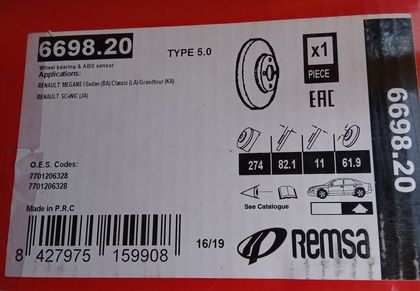 6698.20
TYPE 5.0
x1
PIECE
Wheel bearing & ABS sensor
Applications:
RENAULT MEGANE I Sedan (BA) Classic (LA) Grandtour (KA)
RENAULT SCéNIC (JA)
EAC
274 82.1 11 61.9
O.E.S. Codes:
7701206328
7701206328
See Catalogue
Made in P.R.C
16/19
8 427975 159908
REMSA
6698.20